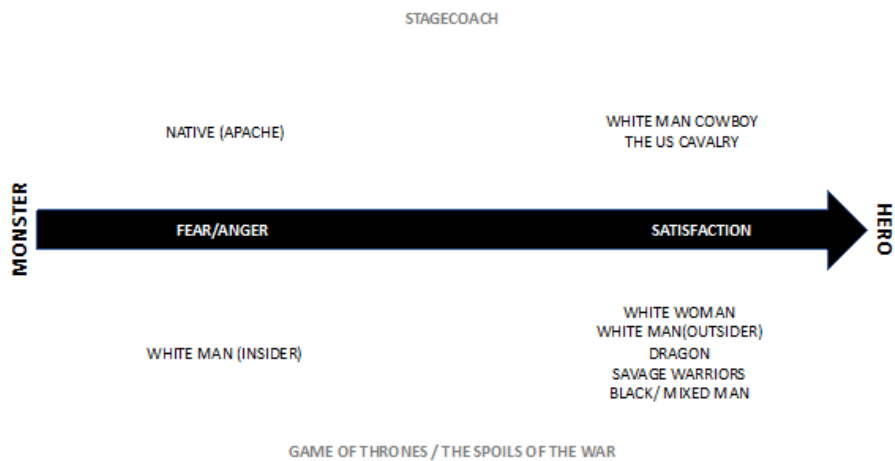 STAGECOACH
NATIVE (APACHE)
WHITE MAN COWBOY
THE US CAVALRY
MONSTER
FEAR/ANGER
SATISFACTION
HERO
WHITE MAN (INSIDER)
WHITE WOMAN
WHITE MAN(OUTSIDER)
DRAGON
SAVAGE WARRIORS
BLACK/ MIXED MAN
GAME OF THRONES / THE SPOILS OF THE WAR